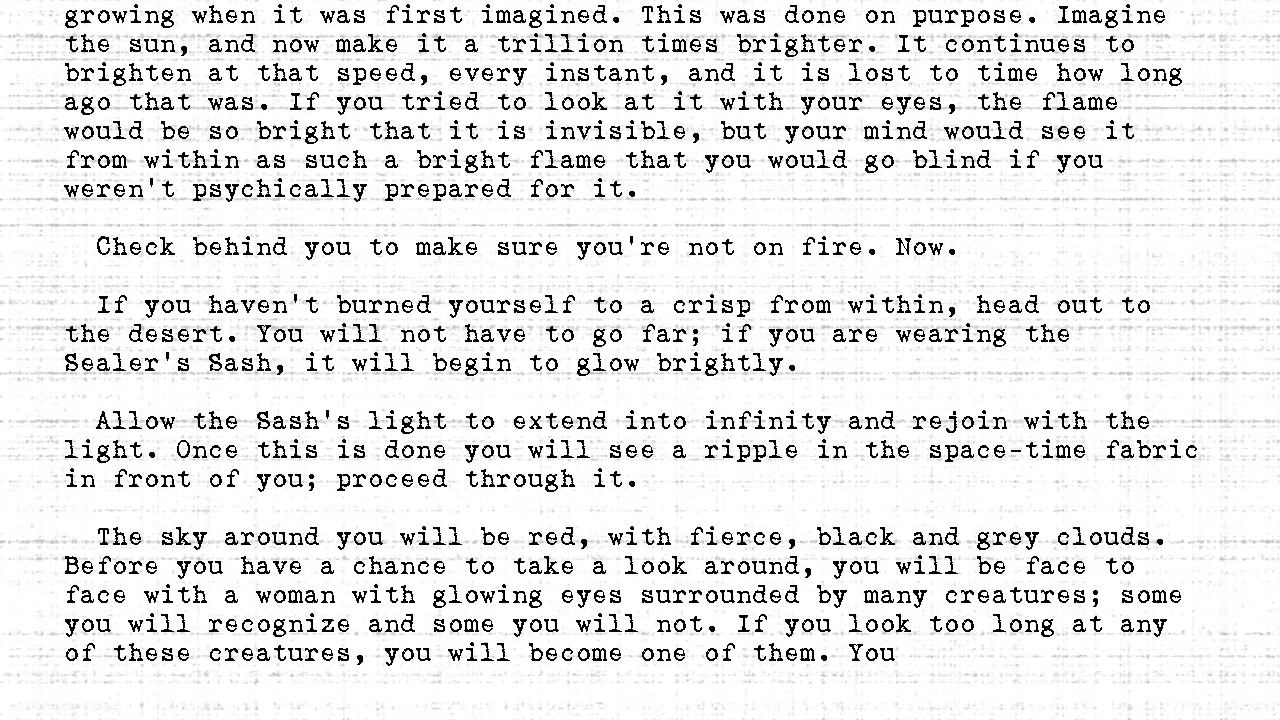 growing when it was first imagined. This was done on purpose. Imagine
the sun, and now make it a trillion times brighter. It continues to
brighten at that speed, every instant, and it is lost to time how long
ago that was. If you tried to look at it with your eyes, the flame
would be so bright that it is invisible, but your mind would see it
from within as such a bright flame that you would go blind if you
weren't psychically prepared for it.
Check behind you to make sure you're not on fire. Now.
If you haven't burned yourself to a crisp from within, head out to
the desert. You will not have to go far; if you are wearing the
Sealer's Sash, it will begin to glow brightly.
Allow the Sash's light to extend into infinity and rejoin with the
light. Once this is done you will see a ripple in the space-time fabric
in front of you; proceed through it.
The sky around you will be red, with fierce, black and grey clouds.
Before you have a chance to take a look around, you will be face to
face with a woman with glowing eyes surrounded by many creatures; some
you will recognize and some you will not. If you look too long at any
of these creatures, you will become one of them. You